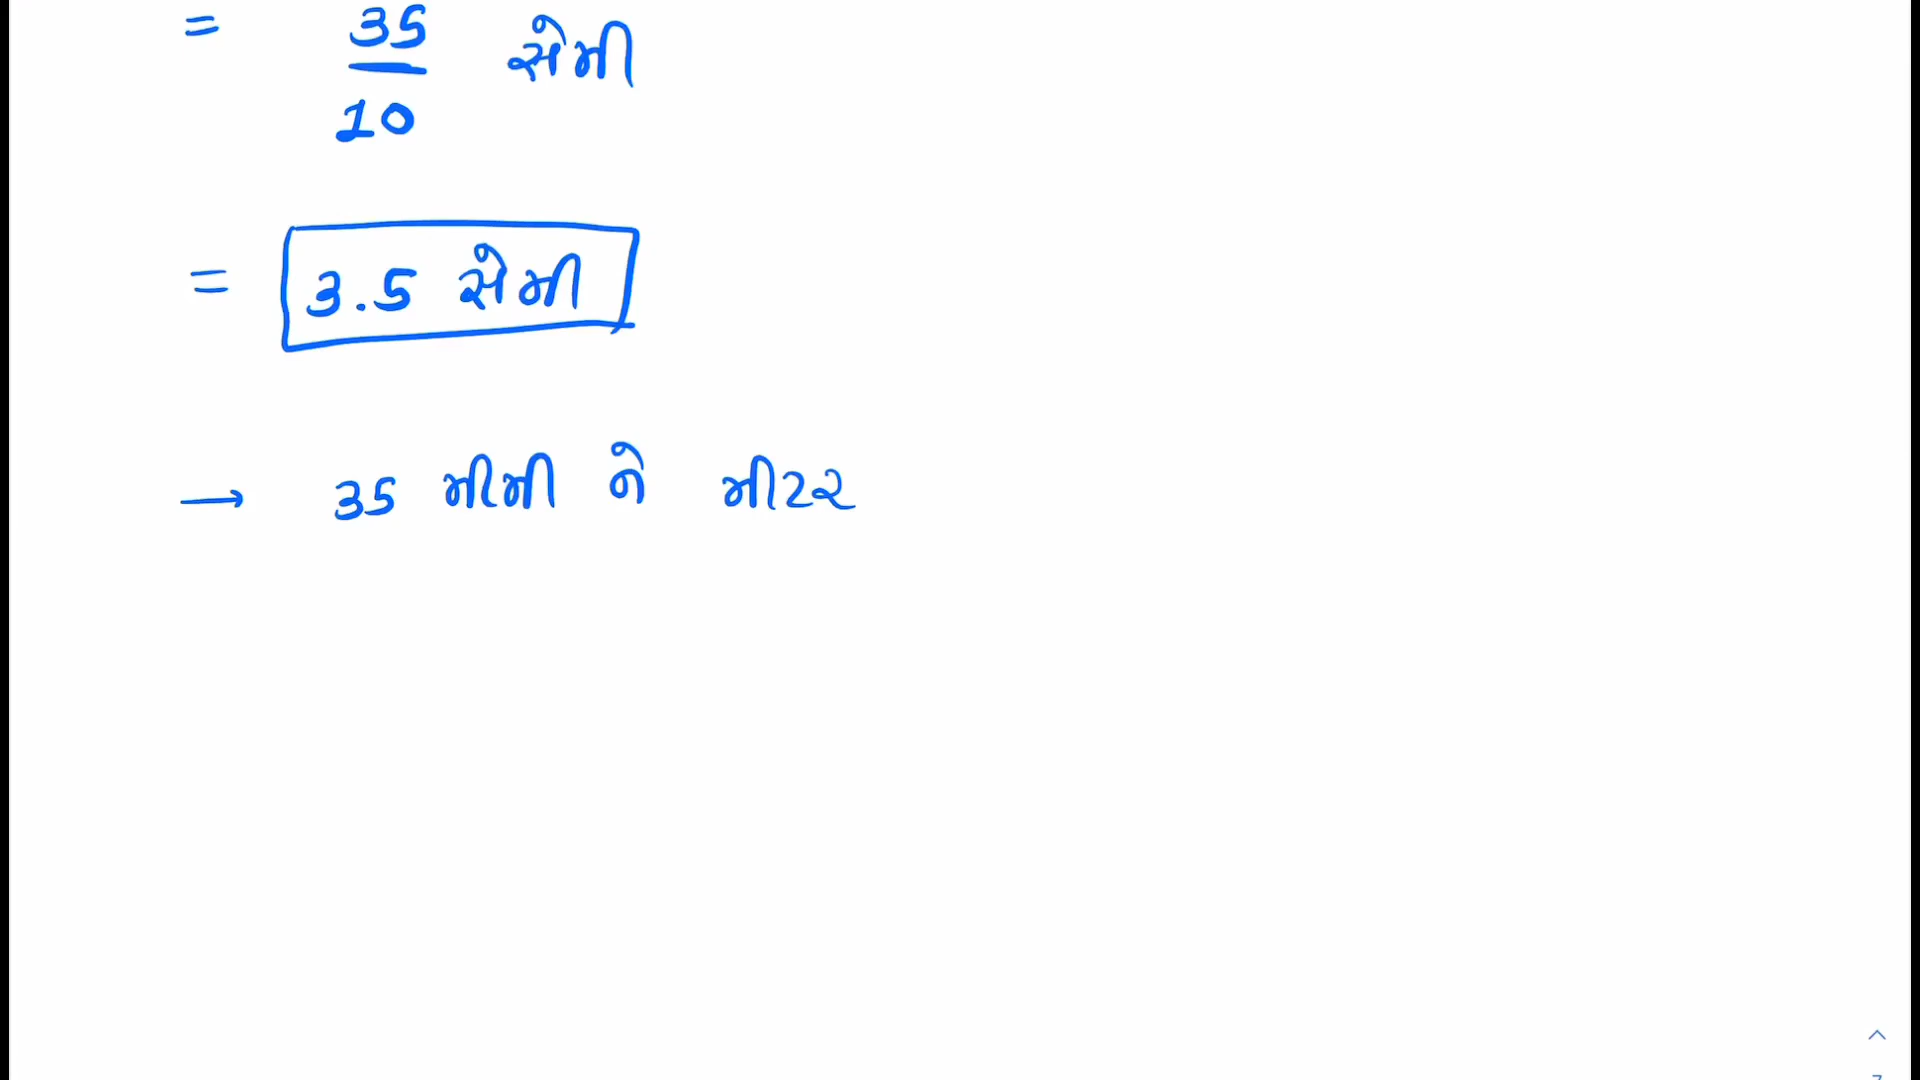 = 35 સેમી
10
= 3.5 સેમી
→ 35 મીમી ને મીટર